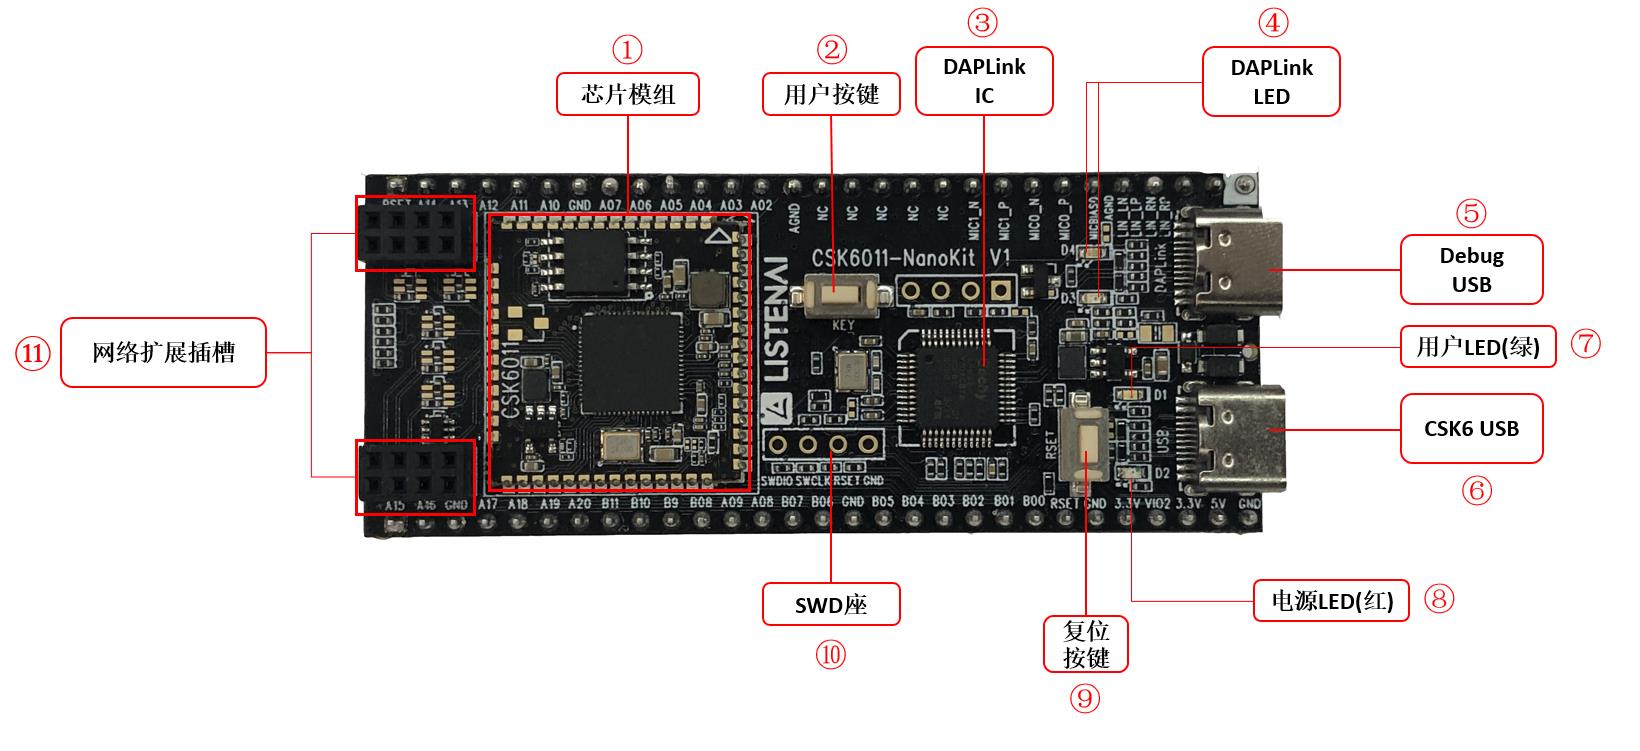 ①
芯片模组
②
用户按键
③
DAPLink
IC
④
DAPLink
LED
⑤
Debug
USB
⑦
用户LED(绿)
CSK6 USB
⑥
电源LED(红)
⑧
复位
按键
⑨
SWD座
⑩
⑪
网络扩展插槽
RSET A14 A13 A12 A11 A10 GND A07 A06 A05 A04 A03 A02
AGND NC NC NC NC NC MIC1_N MIC1_P MIC0_N MIC0_P MICBIAS0 AGND LIN_LN LIN_LP LIN_RN LIN_RP
CSK6011-NanoKit V1
D4
D3
DAPLink
KEY
LISTENAI
CSK6011
RSET
D1
USB
D2
SWDIO SWCLK RSET GND
A15 A16 GND A17 A18 A19 A20 B11 B10 B9 B08 A09 A08 B07 B06 GND B05 B04 B03 B02 B01 B00 RSET GND 3.3V VIO2 3.3V 5V GND